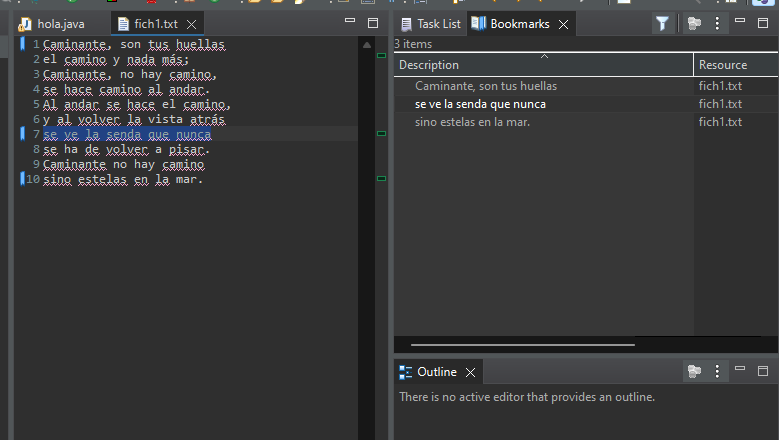 hola.java
fich1.txt
1 Caminante, son tus huellas
2 el camino y nada más;
3 Caminante, no hay camino,
4 se hace camino al andar.
5 Al andar se hace el camino,
6 y al volver la vista atrás
7 se ve la senda que nunca
8 se ha de volver a pisar.
9 Caminante no hay camino
10 sino estelas en la mar.
Task List
Bookmarks
3 items
Description Resource
Caminante, son tus huellas fich1.txt
se ve la senda que nunca fich1.txt
sino estelas en la mar. fich1.txt
Outline
There is no active editor that provides an outline.